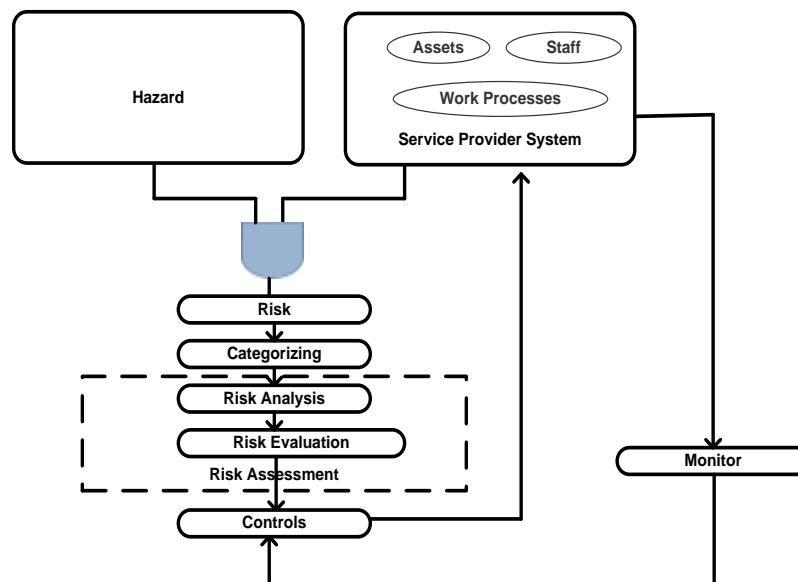 Hazard
Assets
Staff
Work Processes
Service Provider System
Risk
Categorizing
Risk Analysis
Risk Evaluation
Risk Assessment
Controls
Monitor